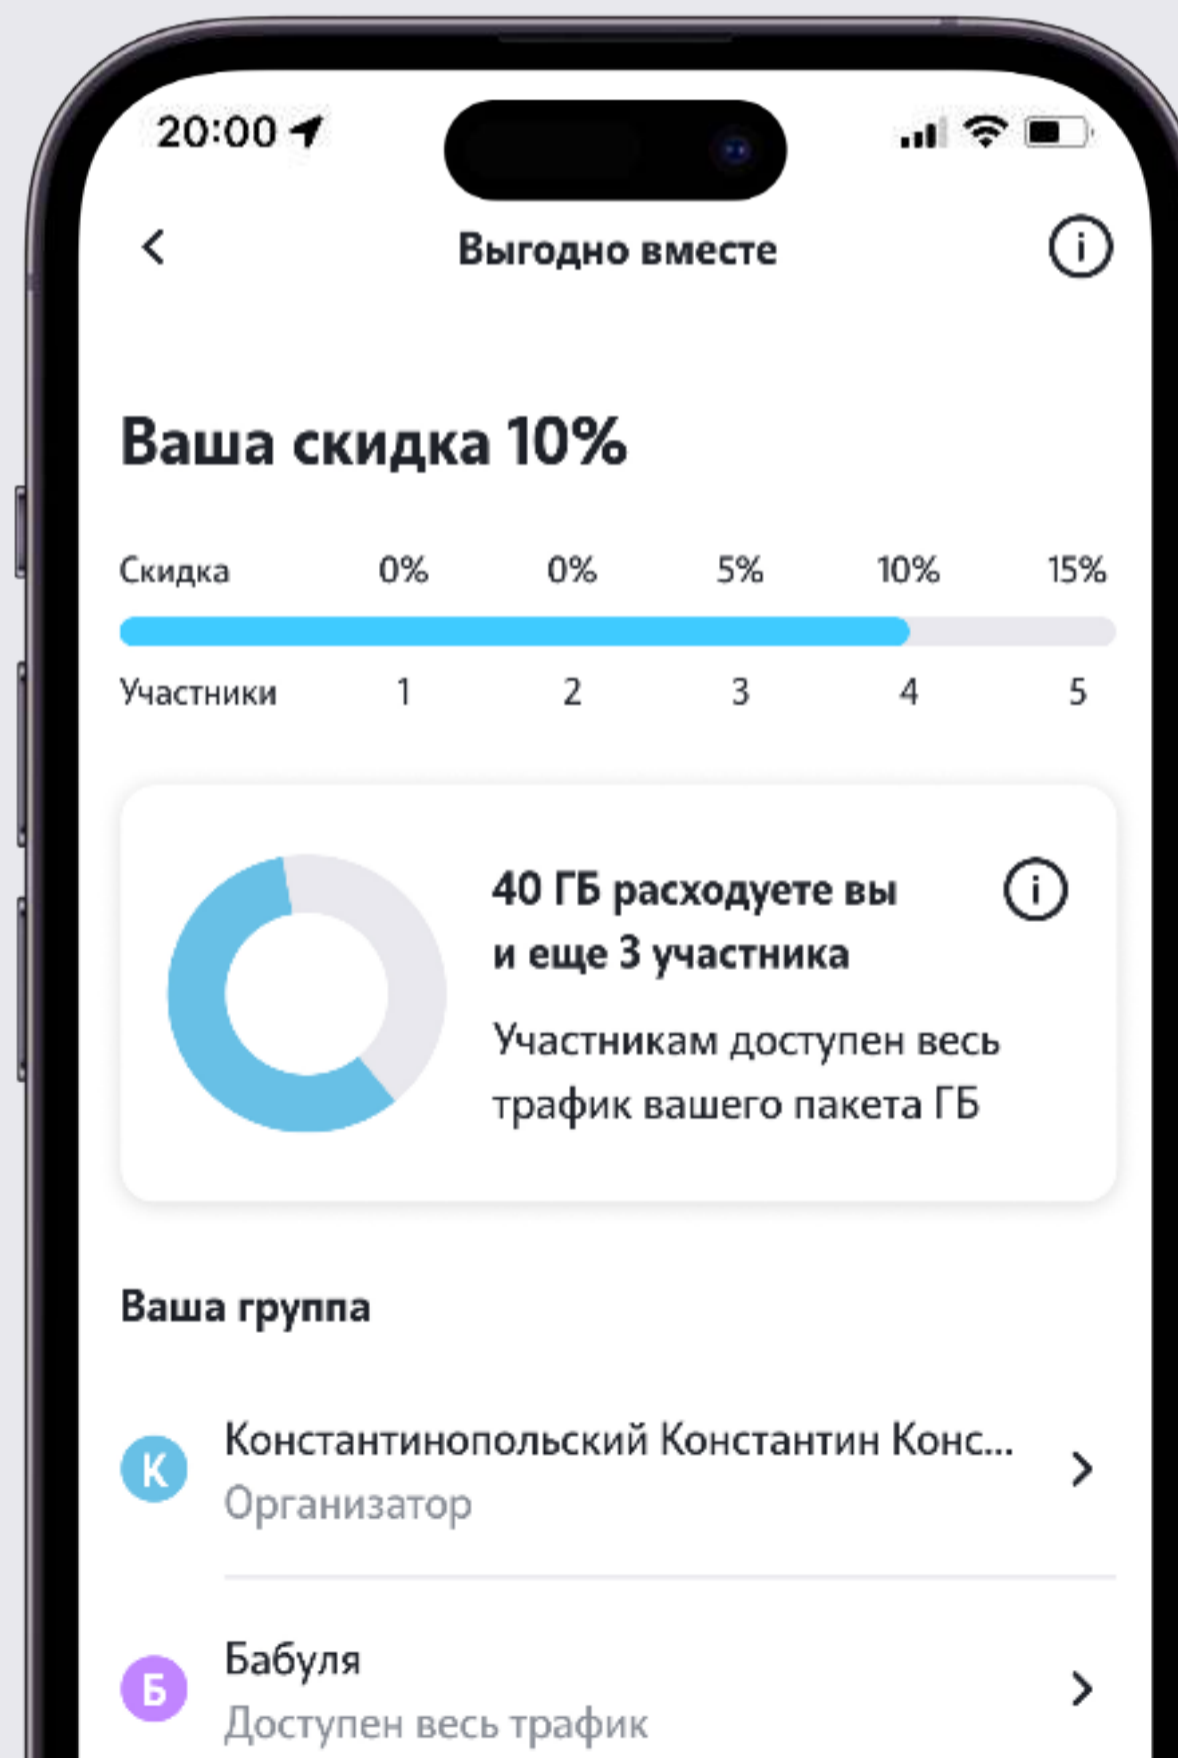 20:00
Выгодно вместе
Ваша скидка 10%
Скидка 0% 0% 5% 10% 15%
Участники 1 2 3 4 5
40 ГБ расходуете вы
и еще 3 участника
Участникам доступен весь
трафик вашего пакета ГБ
Ваша группа
К
Константинопольский Константин Конс...
Организатор
Б
Бабуля
Доступен весь трафик